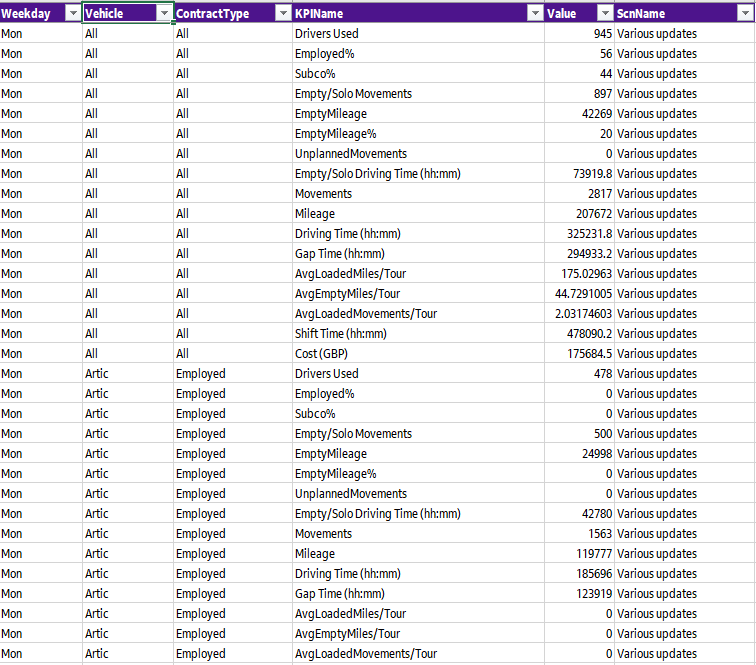 Weekday Vehicle ContractType KPIName Value ScnName
Mon All All Drivers Used 945 Various updates
Mon All All Employed% 56 Various updates
Mon All All Subco% 44 Various updates
Mon All All Empty/Solo Movements 897 Various updates
Mon All All EmptyMileage 42269 Various updates
Mon All All EmptyMileage% 20 Various updates
Mon All All UnplannedMovements 0 Various updates
Mon All All Empty/Solo Driving Time (hh:mm) 73919.8 Various updates
Mon All All Movements 2817 Various updates
Mon All All Mileage 207672 Various updates
Mon All All Driving Time (hh:mm) 325231.8 Various updates
Mon All All Gap Time (hh:mm) 294933.2 Various updates
Mon All All AvgLoadedMiles/Tour 175.02963 Various updates
Mon All All AvgEmptyMiles/Tour 44.7291005 Various updates
Mon All All AvgLoadedMovements/Tour 2.03174603 Various updates
Mon All All Shift Time (hh:mm) 478090.2 Various updates
Mon All All Cost (GBP) 175684.5 Various updates
Mon Artic Employed Drivers Used 478 Various updates
Mon Artic Employed Employed% 0 Various updates
Mon Artic Employed Subco% 0 Various updates
Mon Artic Employed Empty/Solo Movements 500 Various updates
Mon Artic Employed EmptyMileage 24998 Various updates
Mon Artic Employed EmptyMileage% 0 Various updates
Mon Artic Employed UnplannedMovements 0 Various updates
Mon Artic Employed Empty/Solo Driving Time (hh:mm) 42780 Various updates
Mon Artic Employed Movements 1563 Various updates
Mon Artic Employed Mileage 119777 Various updates
Mon Artic Employed Driving Time (hh:mm) 185696 Various updates
Mon Artic Employed Gap Time (hh:mm) 123919 Various updates
Mon Artic Employed AvgLoadedMiles/Tour 0 Various updates
Mon Artic Employed AvgEmptyMiles/Tour 0 Various updates
Mon Artic Employed AvgLoadedMovements/Tour 0 Various updates